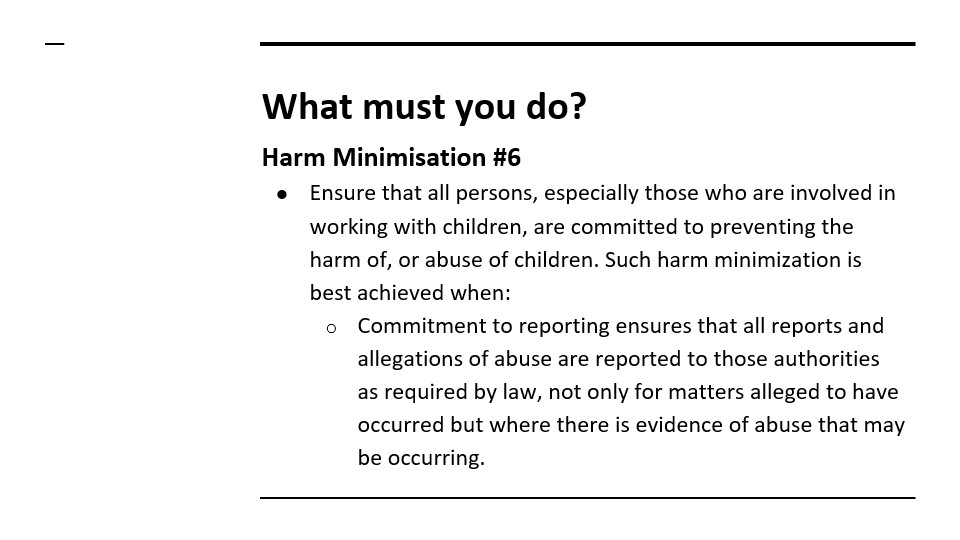 What must you do?
Harm Minimisation #6
● Ensure that all persons, especially those who are involved in
working with children, are committed to preventing the
harm of, or abuse of children. Such harm minimization is
best achieved when:
○ Commitment to reporting ensures that all reports and
allegations of abuse are reported to those authorities
as required by law, not only for matters alleged to have
occurred but where there is evidence of abuse that may
be occurring.